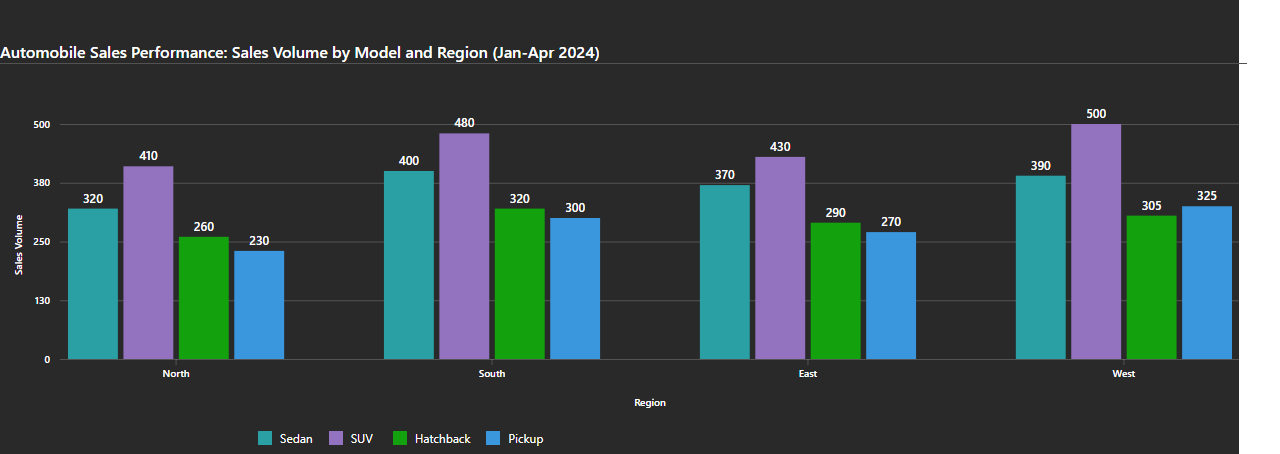 Automobile Sales Performance: Sales Volume by Model and Region (Jan-Apr 2024)
Sales Volume
500
380
250
130
0
320
410
260
230
400
480
320
300
370
430
290
270
390
500
305
325
North
South
East
West
Region
Sedan
SUV
Hatchback
Pickup